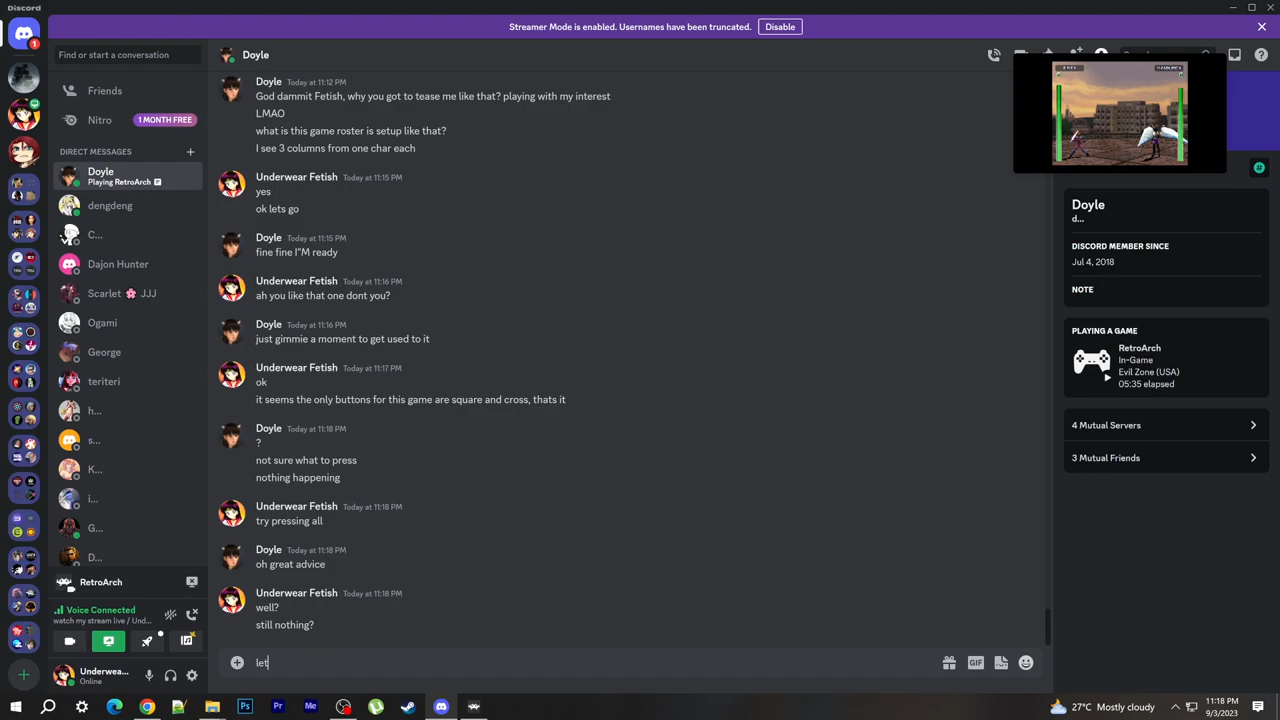 Discord
Streamer Mode is enabled. Usernames have been truncated.
Disable
1
Find or start a conversation
Friends
Nitro
1 MONTH FREE
DIRECT MESSAGES
Doyle
Playing RetroArch
dengdeng
C...
Dajon Hunter
Scarlet 🌸 JJJ
Ogami
George
teriteri
h...
s...
K...
i...
G...
D...
RetroArch
Voice Connected
watch my stream live / Und...
Underwea...
Online
Doyle
Doyle Today at 11:12 PM
God dammit Fetish, why you got to tease me like that? playing with my interest
LMAO
what is this game roster is setup like that?
I see 3 columns from one char each
Underwear Fetish Today at 11:15 PM
yes
ok lets go
Doyle Today at 11:15 PM
fine fine I"M ready
Underwear Fetish Today at 11:16 PM
ah you like that one dont you?
Doyle Today at 11:16 PM
just gimmie a moment to get used to it
Underwear Fetish Today at 11:17 PM
ok
it seems the only buttons for this game are square and cross, thats it
Doyle Today at 11:18 PM
?
not sure what to press
nothing happening
Underwear Fetish Today at 11:18 PM
try pressing all
Doyle Today at 11:18 PM
oh great advice
Underwear Fetish Today at 11:18 PM
well?
still nothing?
let
GIF
Doyle
d...
DISCORD MEMBER SINCE
Jul 4, 2018
NOTE
PLAYING A GAME
RetroArch
In-Game
Evil Zone (USA)
05:35 elapsed
4 Mutual Servers
3 Mutual Friends
Ps
Pr
Me
27°C Mostly cloudy
11:18 PM
9/3/2023